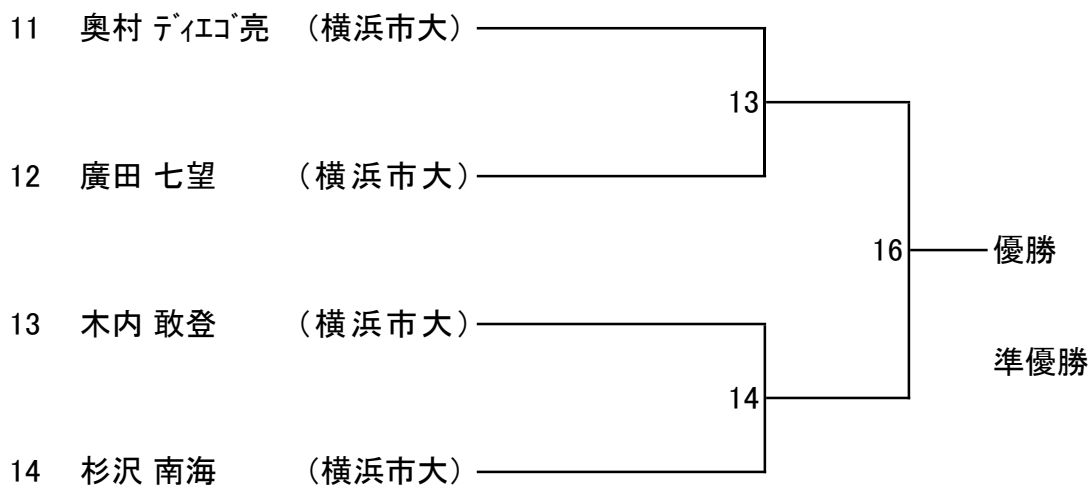 11 奥村 ﾃﾞｨｴｺﾞ亮 （横浜市大）
13
12 廣田 七望 （横浜市大）
16 優勝
13 木内 敢登 （横浜市大）
準優勝
14
14 杉沢 南海 （横浜市大）